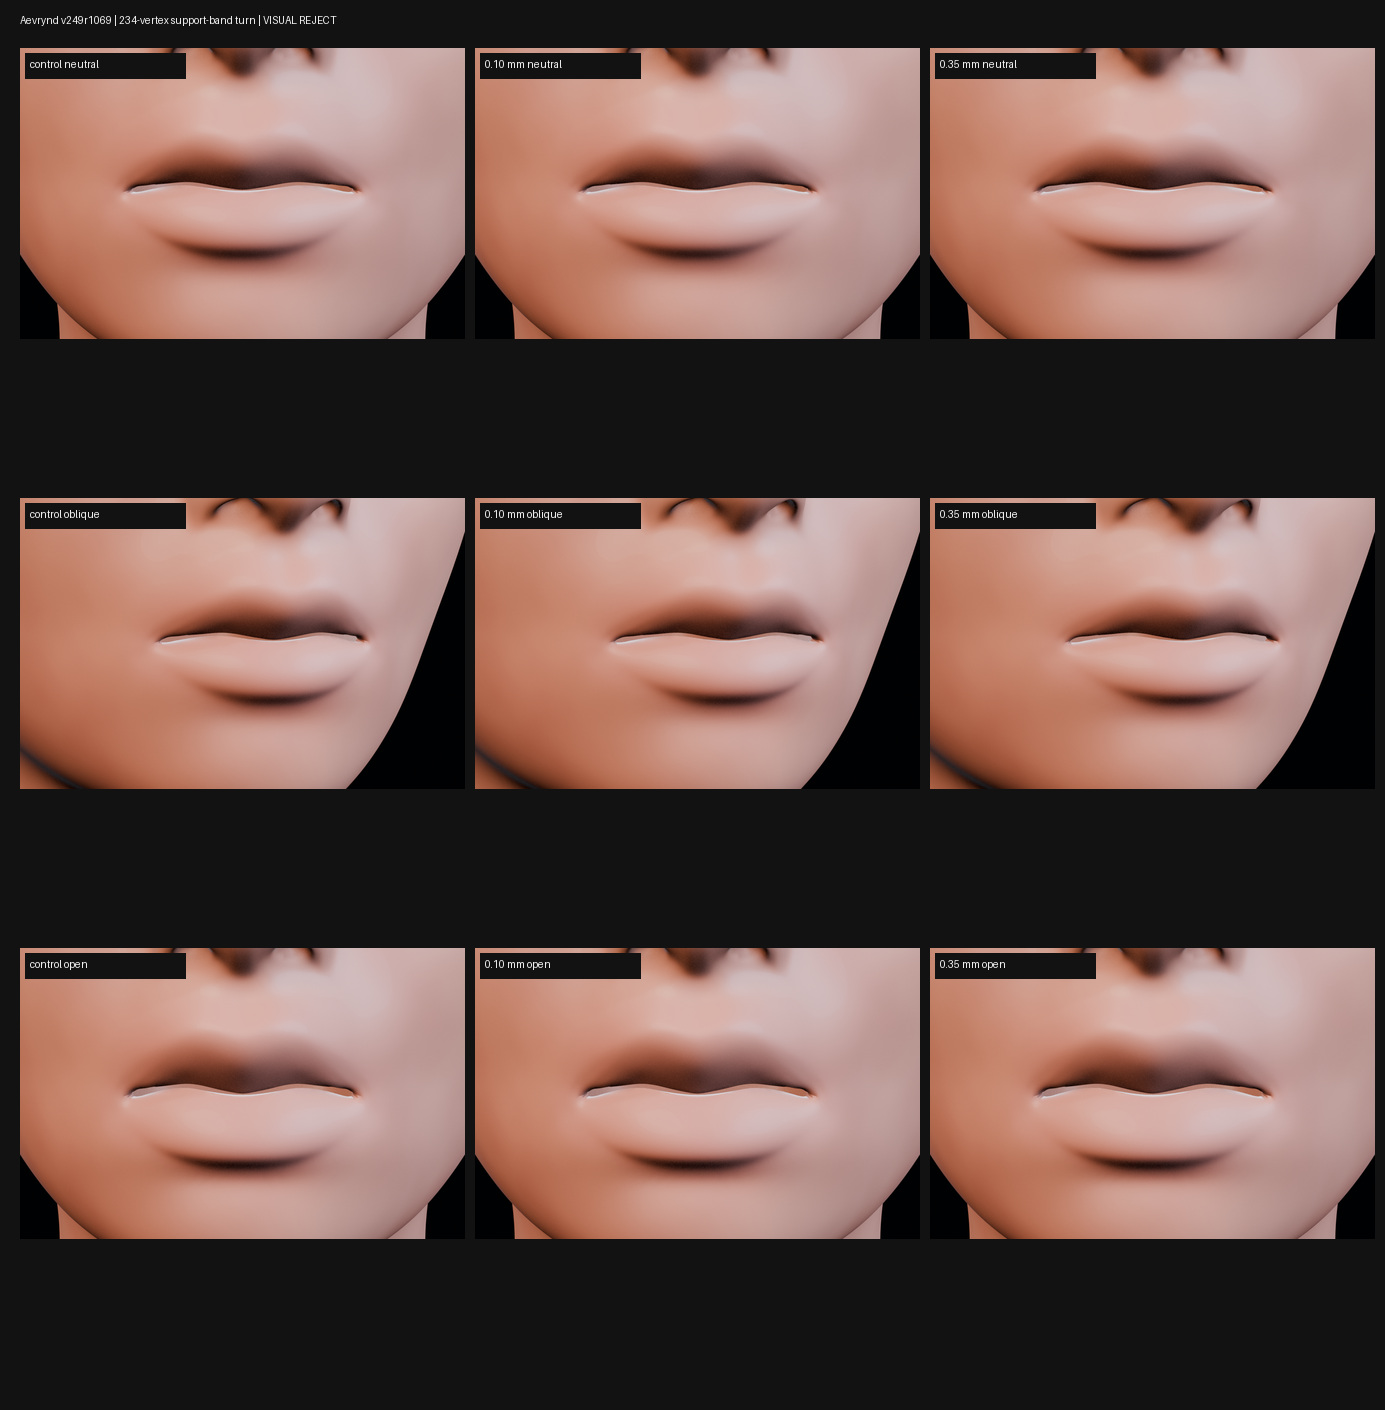 Aevrynd v249r1069 | 234-vertex support-band turn | VISUAL REJECT
control neutral
0.10 mm neutral
0.35 mm neutral
control oblique
0.10 mm oblique
0.35 mm oblique
control open
0.10 mm open
0.35 mm open